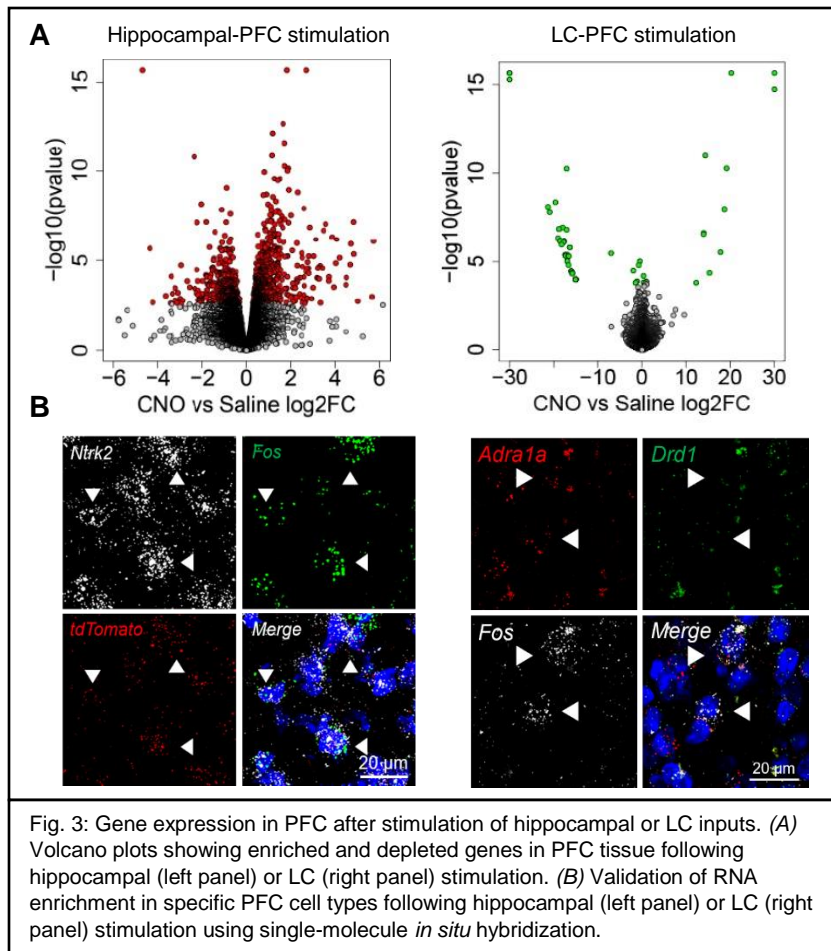 A
Hippocampal-PFC stimulation
LC-PFC stimulation
−log10(pvalue)
15
10
5
0
−6 −4 −2 0 2 4 6
CNO vs Saline log2FC
−log10(pvalue)
15
10
5
0
−30 −10 0 10 20 30
CNO vs Saline log2FC
B
Ntrk2
Fos
tdTomato
Merge
20 µm
Adra1a
Drd1
Fos
Merge
20 µm
Fig. 3: Gene expression in PFC after stimulation of hippocampal or LC inputs. (A)
Volcano plots showing enriched and depleted genes in PFC tissue following
hippocampal (left panel) or LC (right panel) stimulation. (B) Validation of RNA
enrichment in specific PFC cell types following hippocampal (left panel) or LC (right
panel) stimulation using single-molecule in situ hybridization.